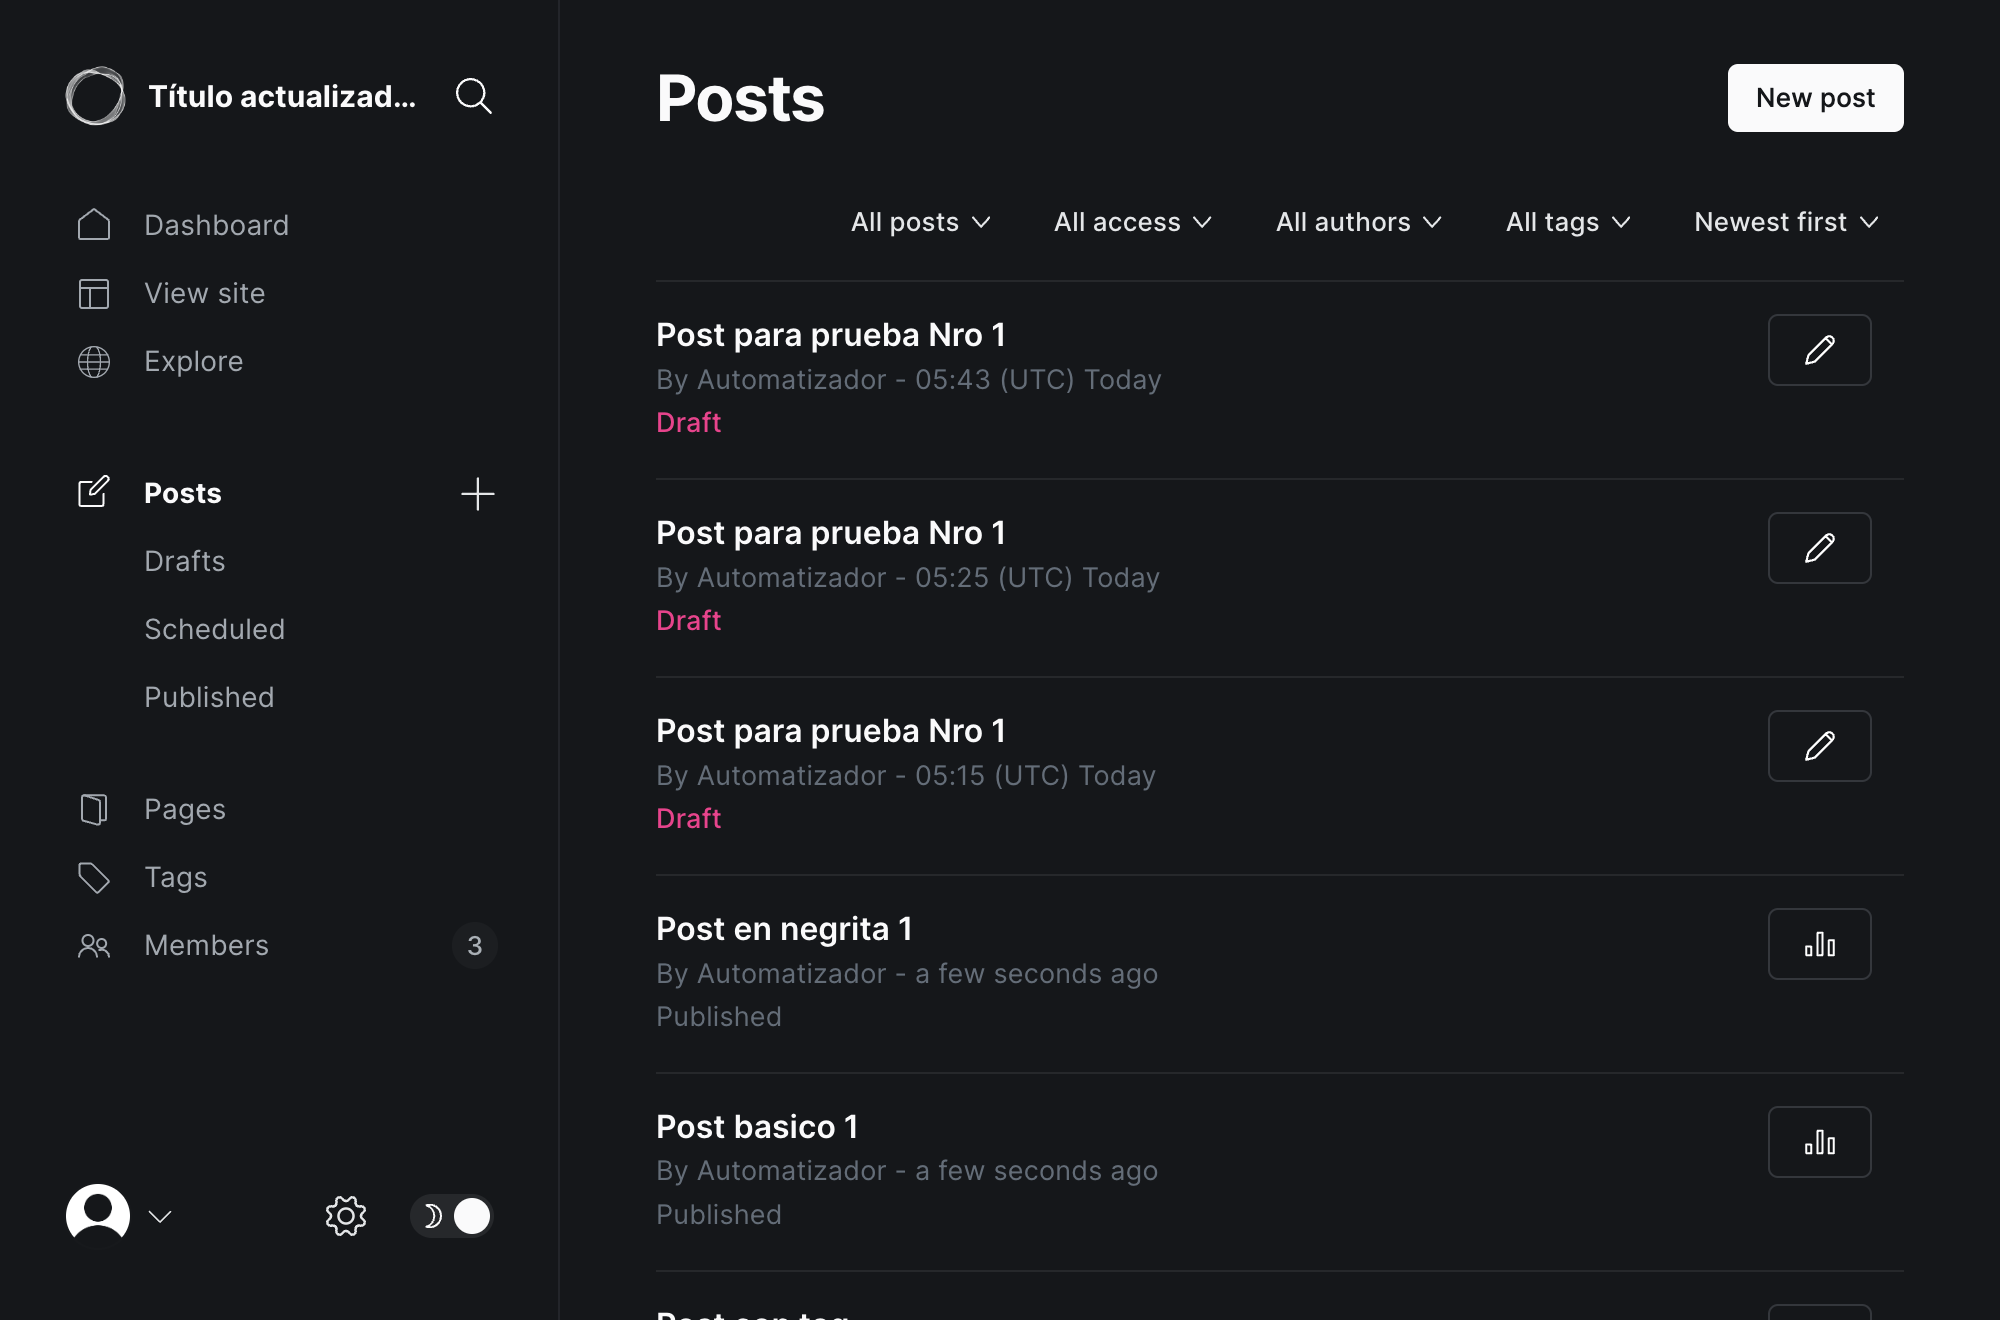 Título actualizad...
Dashboard
View site
Explore
Posts
Drafts
Scheduled
Published
Pages
Tags
Members
3
Posts
New post
All posts
All access
All authors
All tags
Newest first
Post para prueba Nro 1
By Automatizador - 05:43 (UTC) Today
Draft
Post para prueba Nro 1
By Automatizador - 05:25 (UTC) Today
Draft
Post para prueba Nro 1
By Automatizador - 05:15 (UTC) Today
Draft
Post en negrita 1
By Automatizador - a few seconds ago
Published
Post basico 1
By Automatizador - a few seconds ago
Published
Post con tag